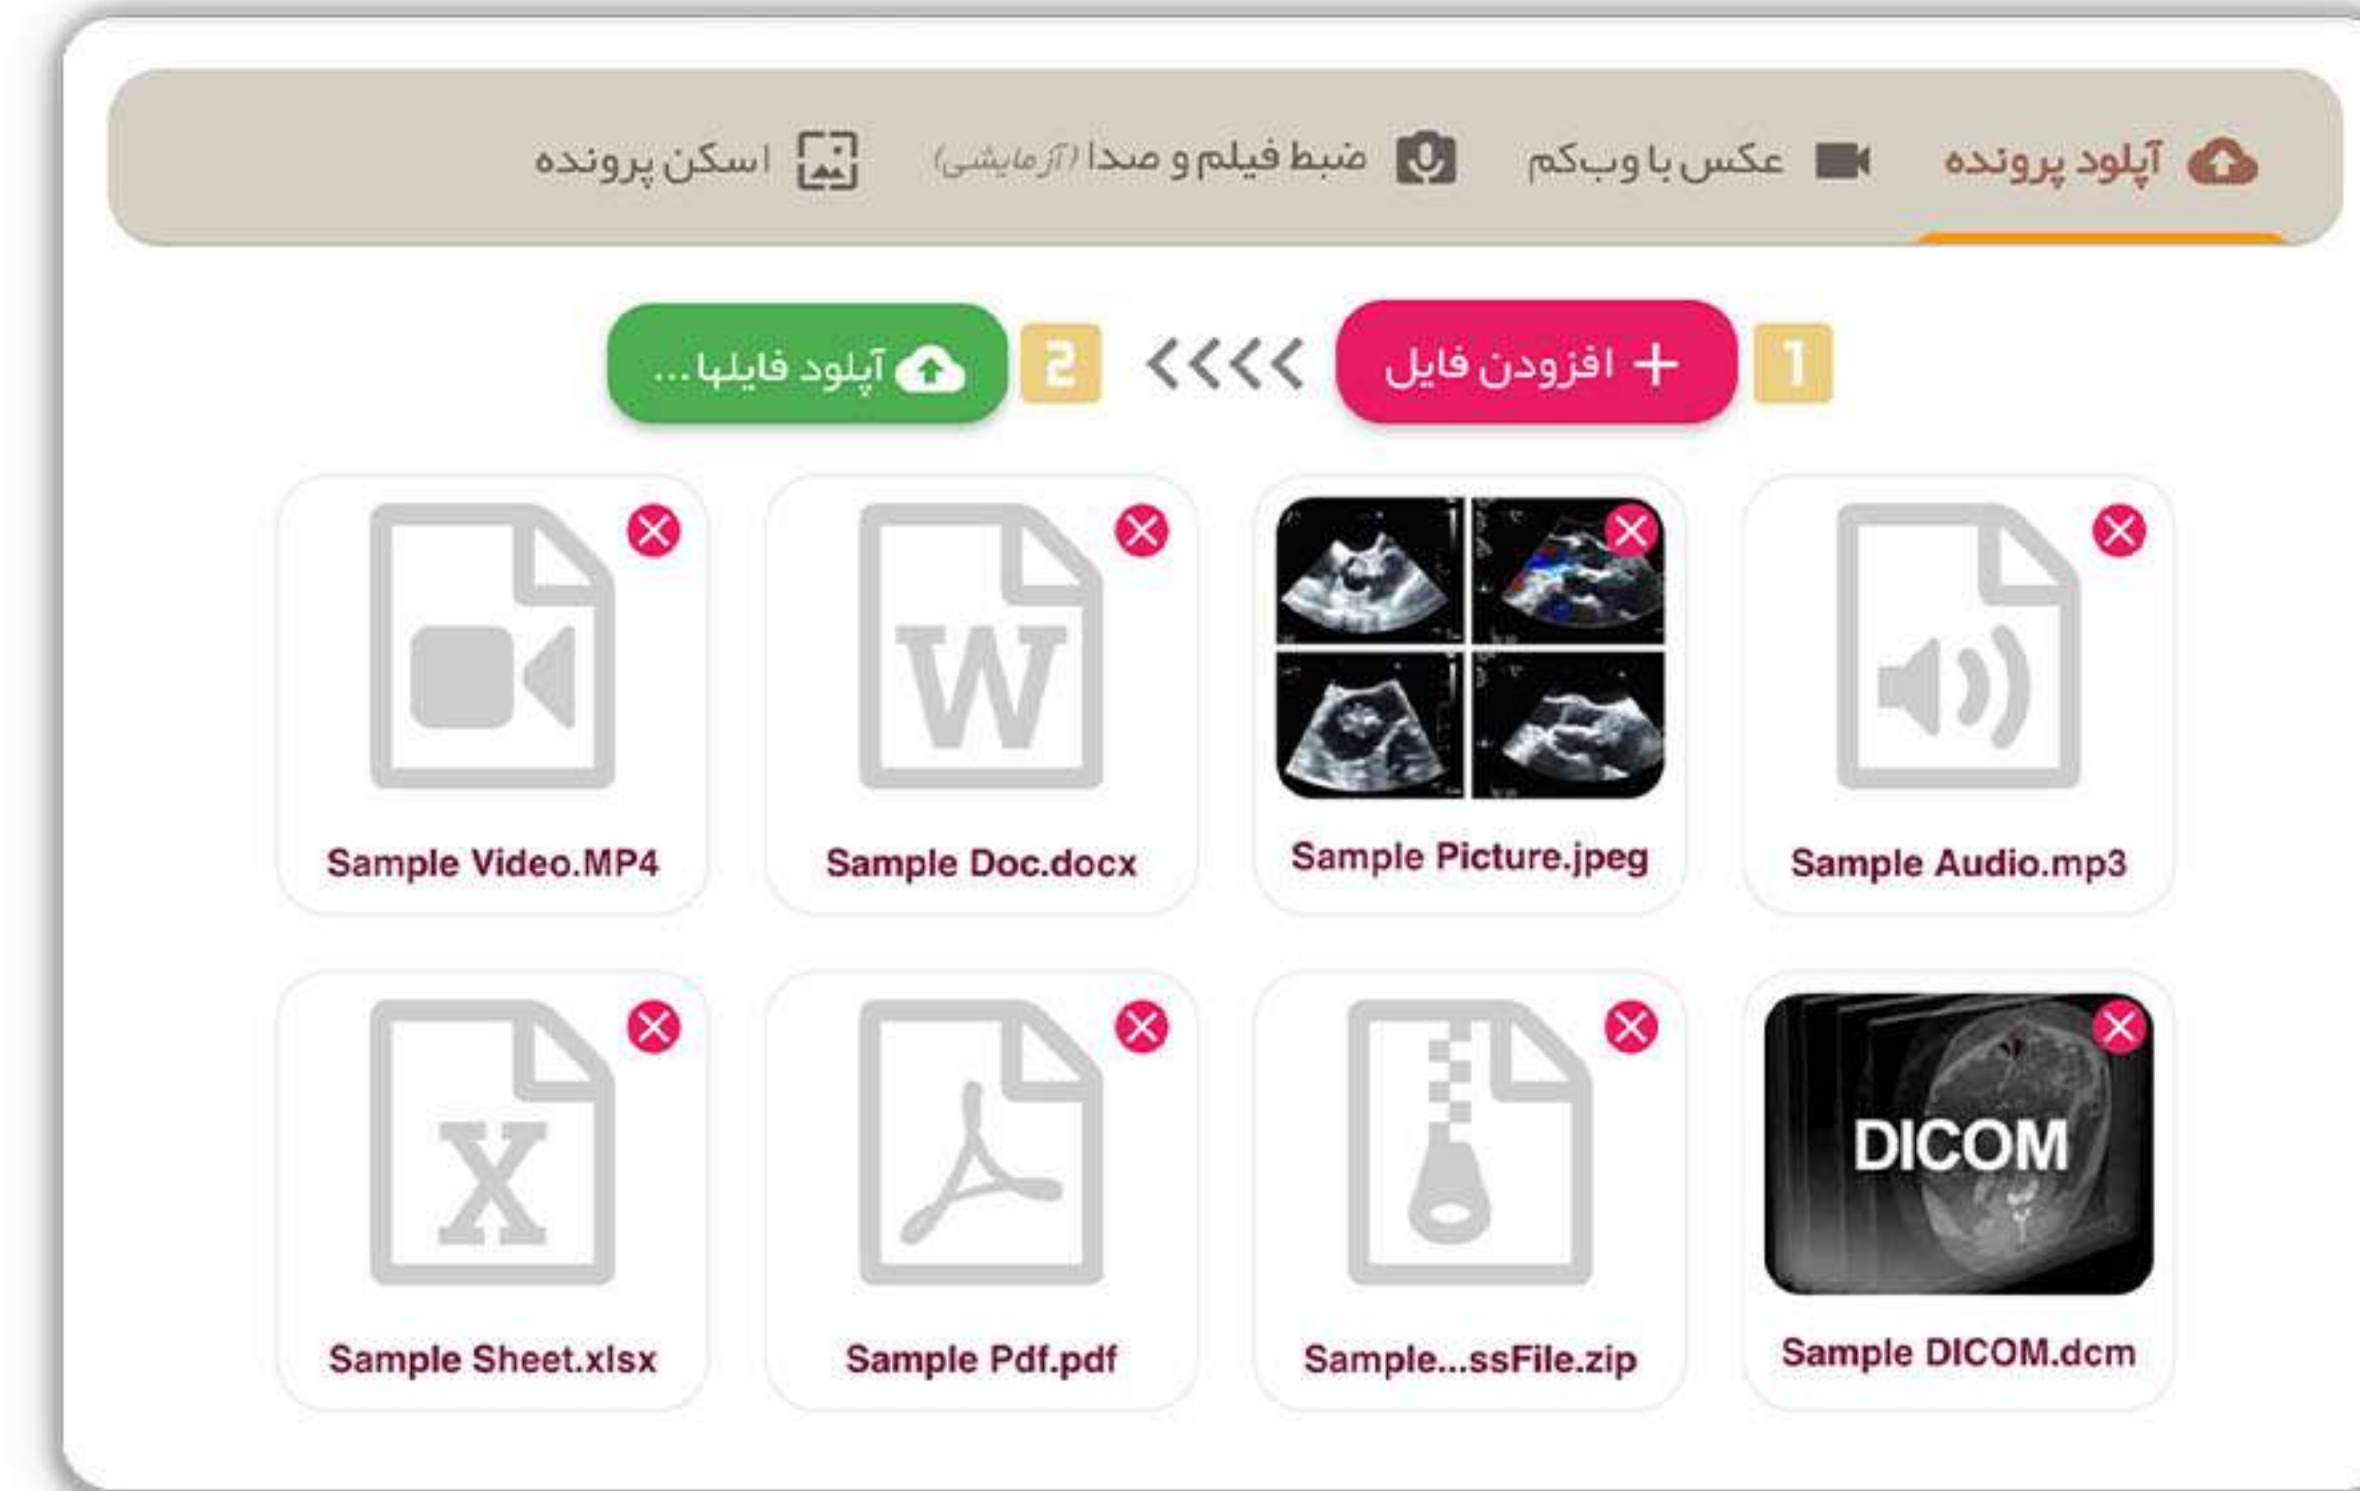 آپلود پرونده عکس با وب‌کم ضبط فیلم و صدا (آزمایشی) اسکن پرونده
1 + افزودن فایل >>>> 2 آپلود فایلها...
W
Sample Audio.mp3 Sample Picture.jpeg Sample Doc.docx Sample Video.MP4
DICOM X
Sample DICOM.dcm Sample...ssFile.zip Sample Pdf.pdf Sample Sheet.xlsx